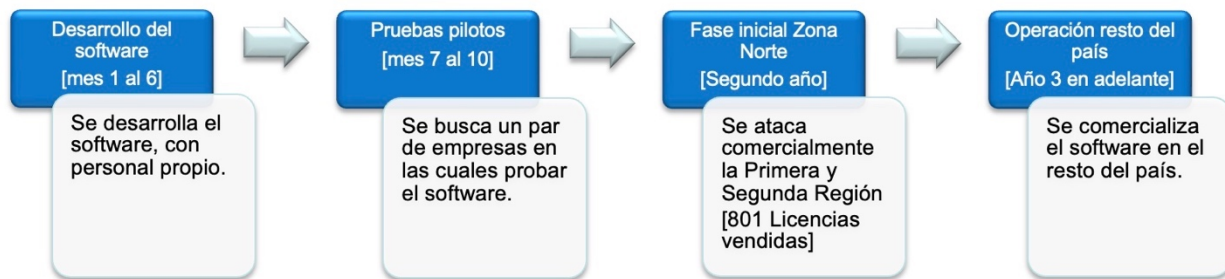 Desarrollo del
software
[mes 1 al 6]
Se desarrolla el
software, con
personal propio.
Pruebas pilotos
[mes 7 al 10]
Se busca un par
de empresas en
las cuales probar
el software.
Fase inicial Zona
Norte
[Segundo año]
Se ataca
comercialmente
la Primera y
Segunda Región
[801 Licencias
vendidas]
Operación resto del
país
[Año 3 en adelante]
Se comercializa
el software en el
resto del país.